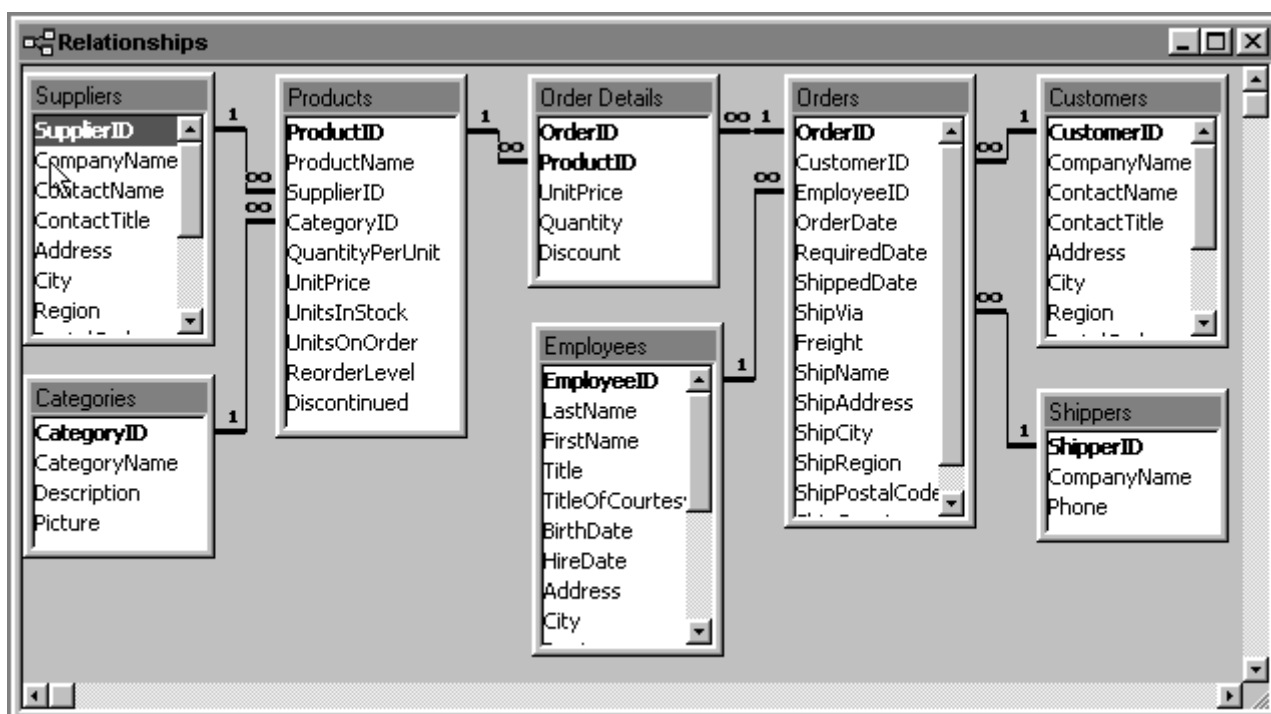 Relationships
Suppliers
SupplierID
CompanyName
ContactName
ContactTitle
Address
City
Region
1
∞
Categories
CategoryID
CategoryName
Description
Picture
1
∞
Products
ProductID
ProductName
SupplierID
CategoryID
QuantityPerUnit
UnitPrice
UnitsInStock
UnitsOnOrder
ReorderLevel
Discontinued
1
∞
Order Details
OrderID
ProductID
UnitPrice
Quantity
Discount
∞ 1
Employees
EmployeeID
LastName
FirstName
Title
TitleOfCourtes
BirthDate
HireDate
Address
City
1
∞
Orders
OrderID
CustomerID
EmployeeID
OrderDate
RequiredDate
ShippedDate
ShipVia
Freight
ShipName
ShipAddress
ShipCity
ShipRegion
ShipPostalCode
∞
1
Customers
CustomerID
CompanyName
ContactName
ContactTitle
Address
City
Region
∞
1
Shippers
ShipperID
CompanyName
Phone